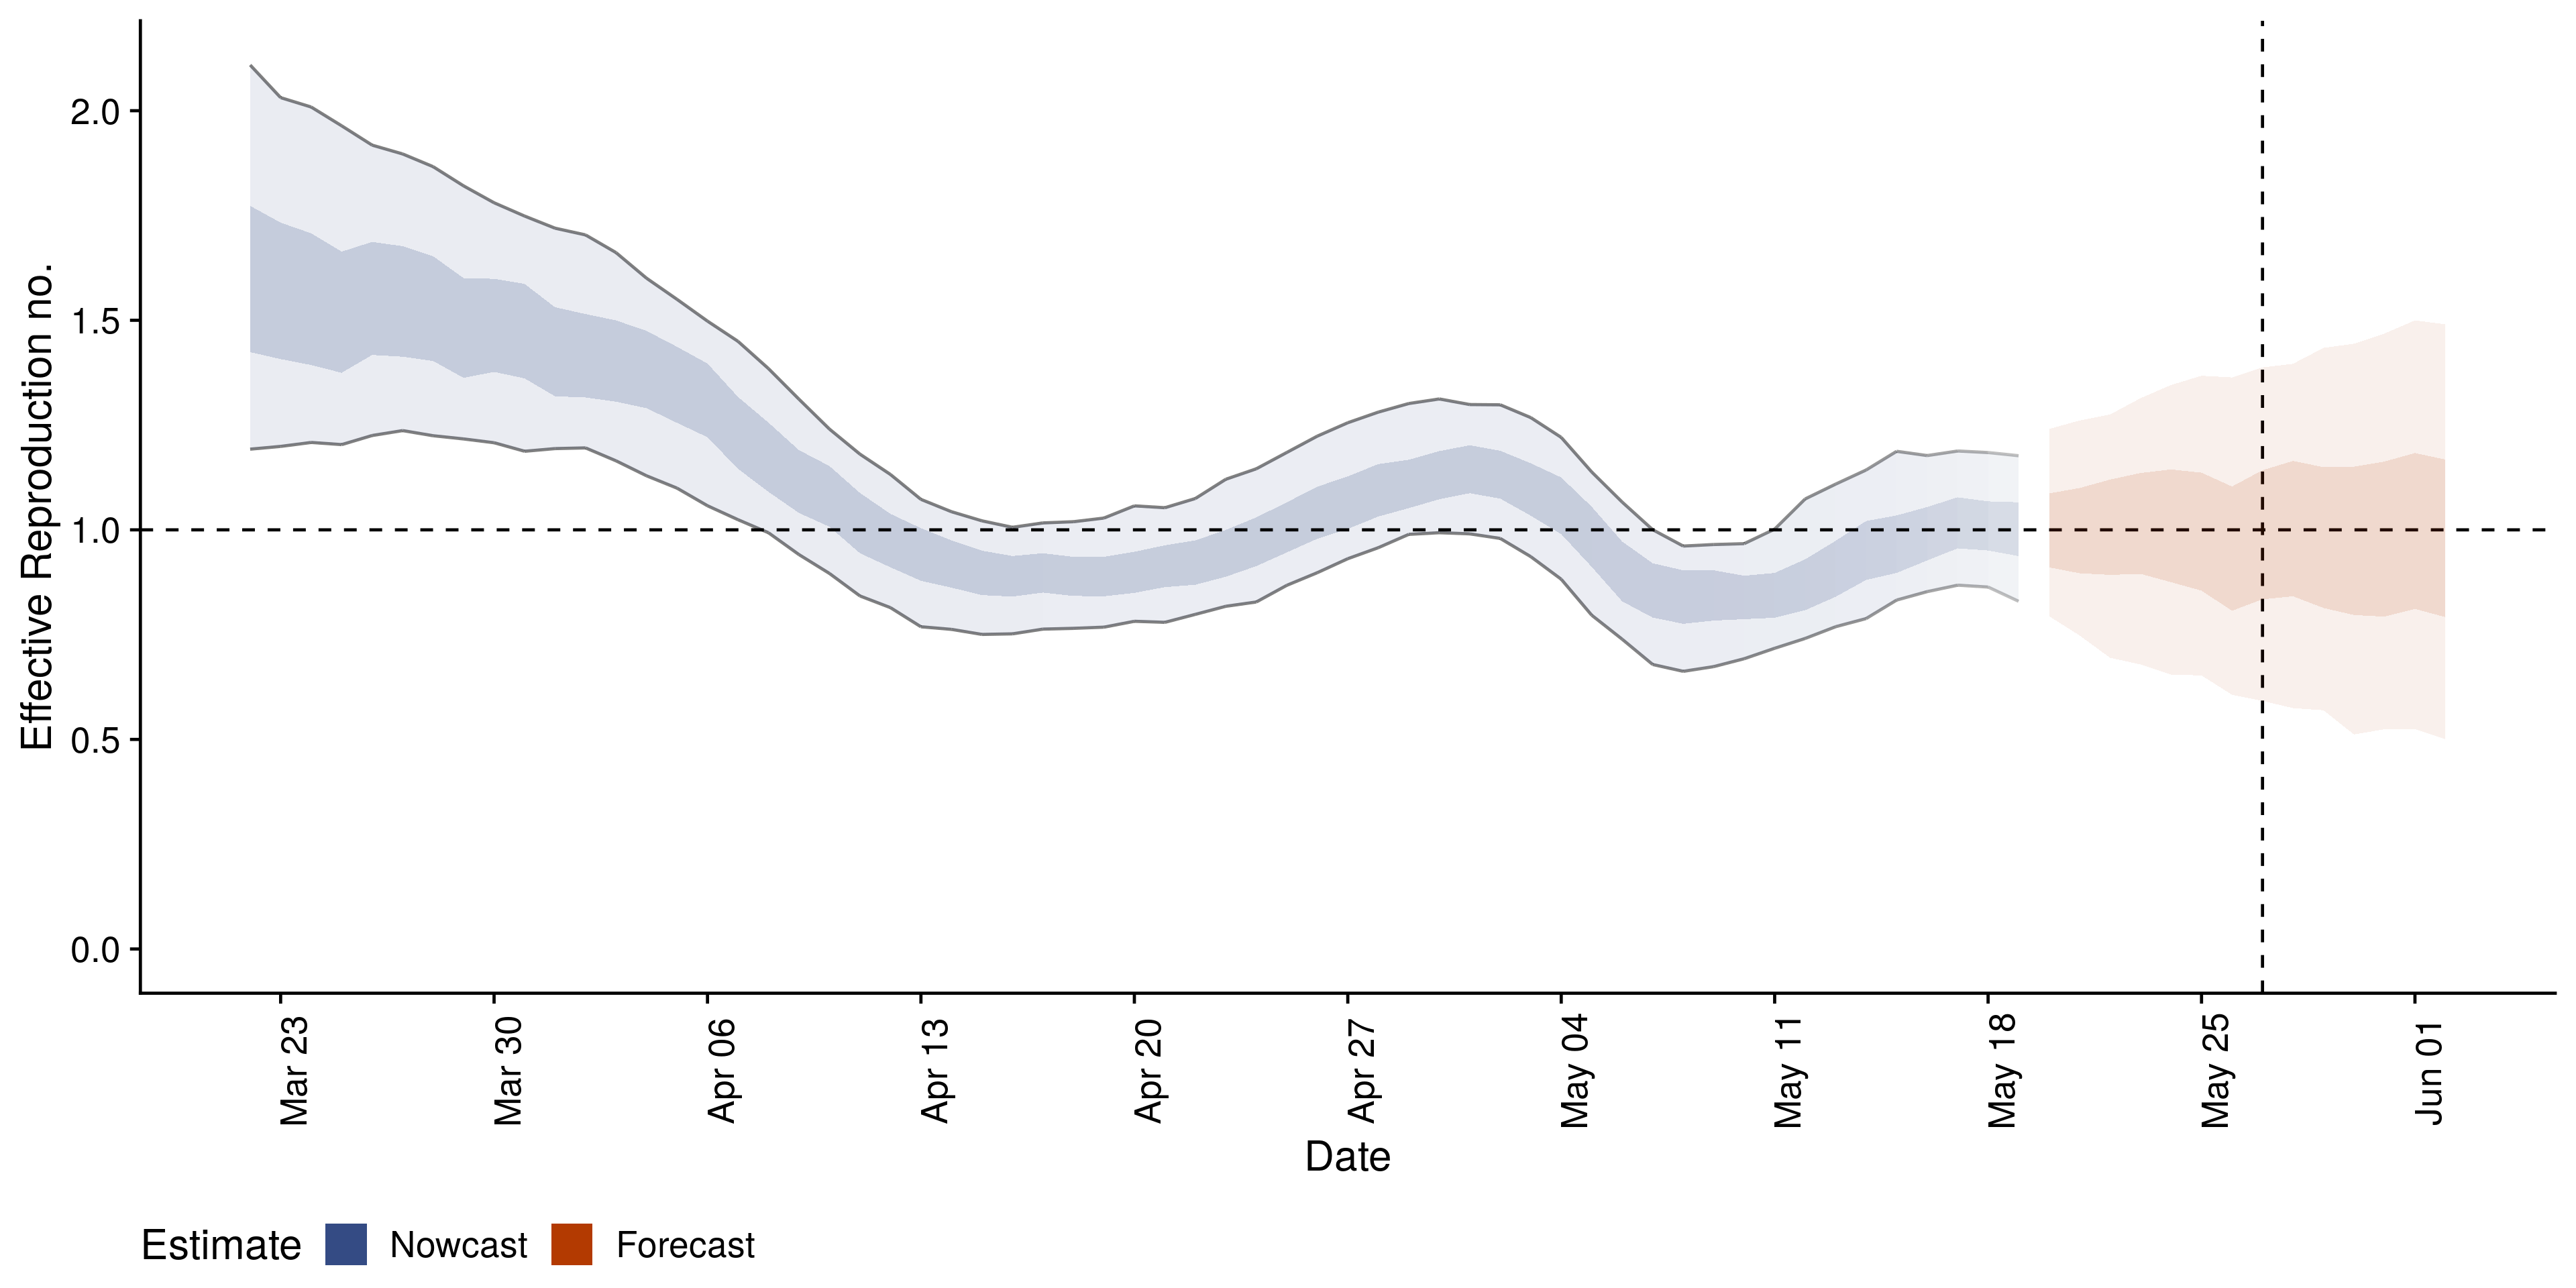 Effective Reproduction no.
2.0
1.5
1.0
0.5
0.0
Mar 23
Mar 30
Apr 06
Apr 13
Apr 20
Apr 27
May 04
May 11
May 18
May 25
Jun 01
Date
Estimate Nowcast Forecast